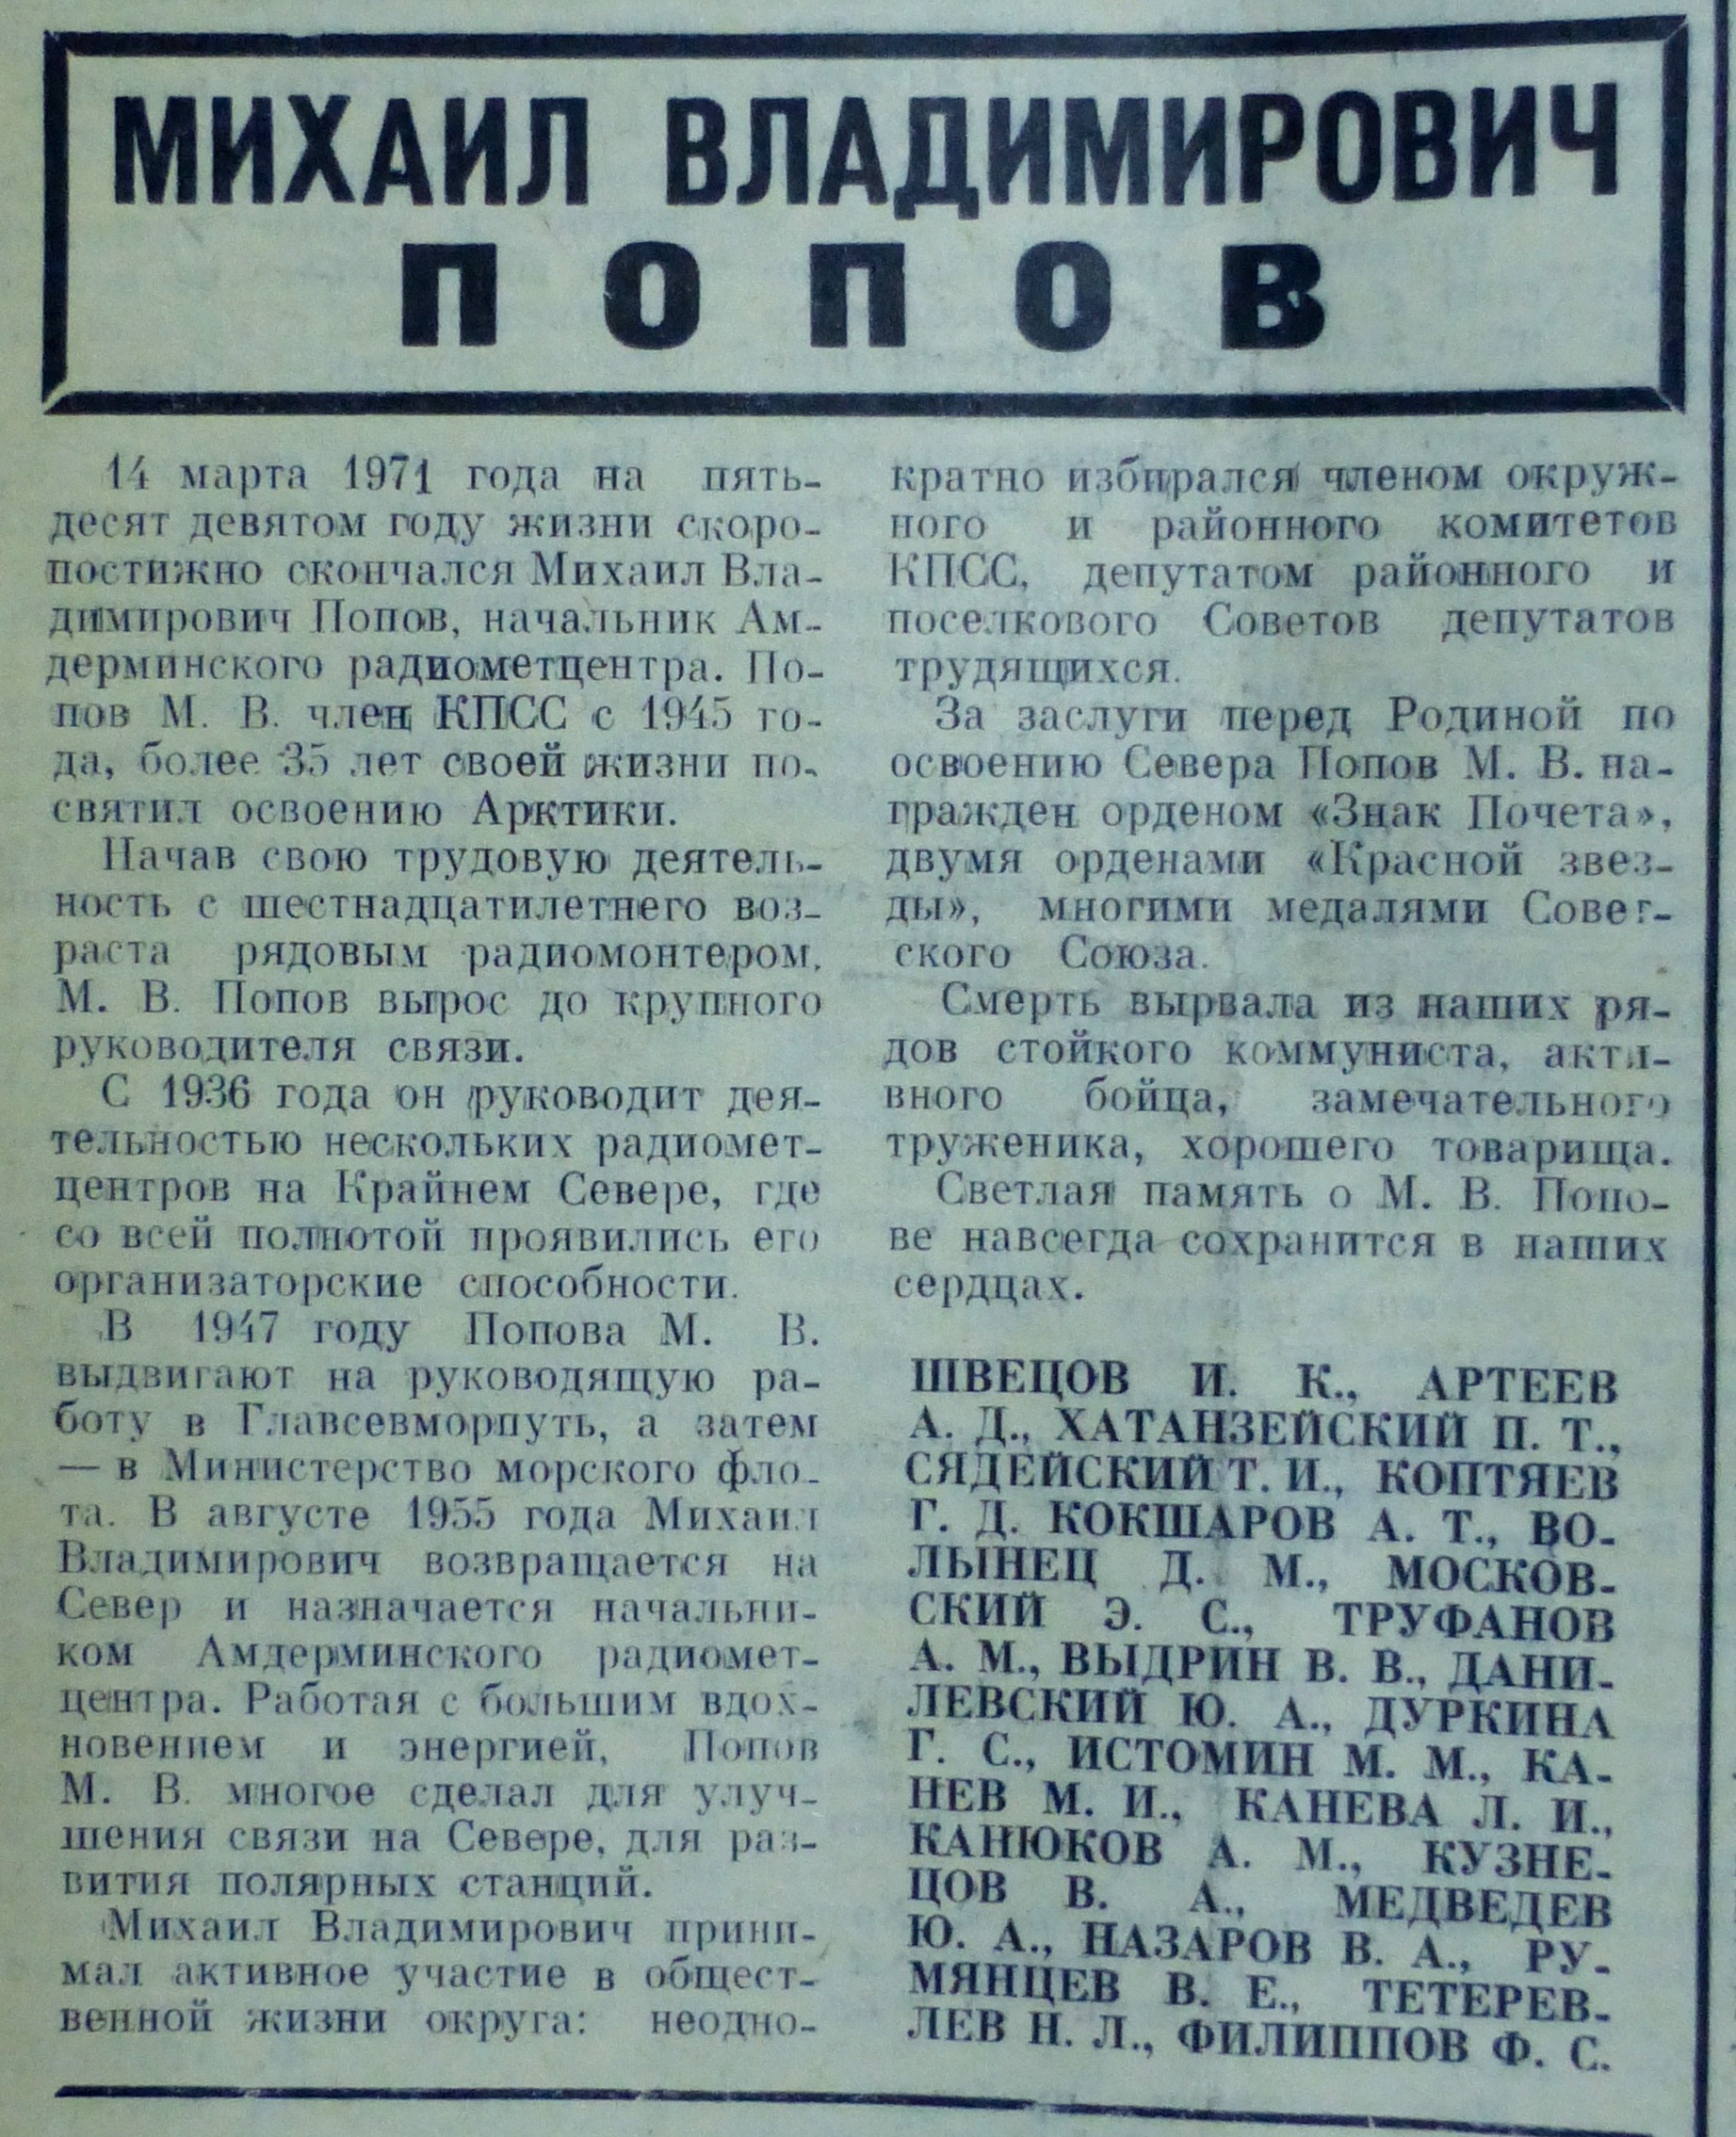 МИХАИЛ ВЛАДИМИРОВИЧ
ПОПОВ
14 марта 1971 года на пять-
десят девятом году жизни скоро-
постижно скончался Михаил Вла-
димирович Попов, начальник Ам-
дерминского радиометцентра. По-
пов М. В. член КПСС с 1945 го-
да, более 35 лет своей жизни по-
святил освоению Арктики.
Начав свою трудовую деятель-
ность с шестнадцатилетнего воз-
раста рядовым радиомонтером,
М. В. Попов вырос до крупного
руководителя связи.
С 1936 года он руководит дея-
тельностью нескольких радиомет-
центров на Крайнем Севере, где
со всей полнотой проявились его
организаторские способности.
В 1947 году Попова М. В.
выдвигают на руководящую ра-
боту в Главсевморпуть, а затем
— в Министерство морского фло-
та. В августе 1955 года Михаил
Владимирович возвращается на
Север и назначается начальни-
ком Амдерминского радиомет-
центра. Работая с большим вдох-
новением и энергией, Попов
М. В. многое сделал для улуч-
шения связи на Севере, для раз-
вития полярных станций.
Михаил Владимирович прини-
мал активное участие в общест-
венной жизни округа: неодно-
кратно избирался членом окруж-
ного и районного комитетов
КПСС, депутатом районного и
поселкового Советов депутатов
трудящихся.
За заслуги перед Родиной по
освоению Севера Попов М. В. на-
гражден орденом «Знак Почета»,
двумя орденами «Красной звез-
ды», многими медалями Совет-
ского Союза.
Смерть вырвала из наших ря-
дов стойкого коммуниста, акти-
вного бойца, замечательного
труженика, хорошего товарища.
Светлая память о М. В. Попо-
ве навсегда сохранится в наших
сердцах.
ШВЕЦОВ И. К., АРТЕЕВ
А. Д., ХАТАНЗЕЙСКИЙ П. Т.,
СЯДЕЙСКИЙ Т. И., КОПТЯЕВ
Г. Д. КОКШАРОВ А. Т., ВО-
ЛЫНЕЦ Д. М., МОСКОВ-
СКИЙ Э. С., ТРУФАНОВ
А. М., ВЫДРИН В. В., ДАНИ-
ЛЕВСКИЙ Ю. А., ДУРКИНА
Г. С., ИСТОМИН М. М., КА-
НЕВ М. И., КАНЕВА Л. И.,
КАНЮКОВ А. М., КУЗНЕ-
ЦОВ В. А., МЕДВЕДЕВ
Ю. А., НАЗАРОВ В. А., РУ-
МЯНЦЕВ В. Е., ТЕТЕРЕВ-
ЛЕВ Н. Л., ФИЛИППОВ Ф. С.